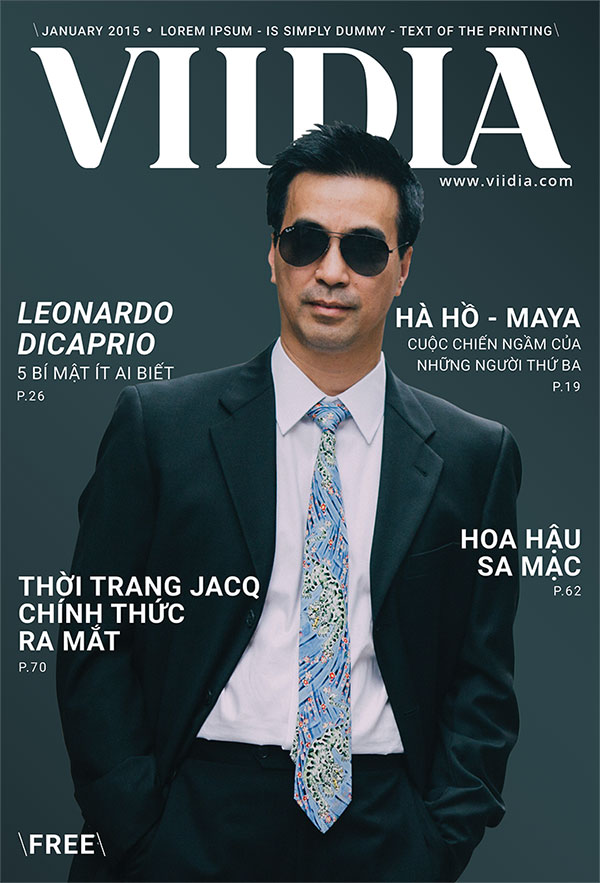 \JANUARY 2015 • LOREM IPSUM - IS SIMPLY DUMMY - TEXT OF THE PRINTING\
VIIDIA
www.viidia.com
LEONARDO
DICAPRIO
5 BÍ MẬT ÍT AI BIẾT
P.26
HÀ HỒ - MAYA
CUỘC CHIẾN NGẦM CỦA
NHỮNG NGƯỜI THỨ BA
P.19
HOA HẬU
SA MẠC
P.62
THỜI TRANG JACQ
CHÍNH THỨC
RA MẮT
P.70
\FREE\